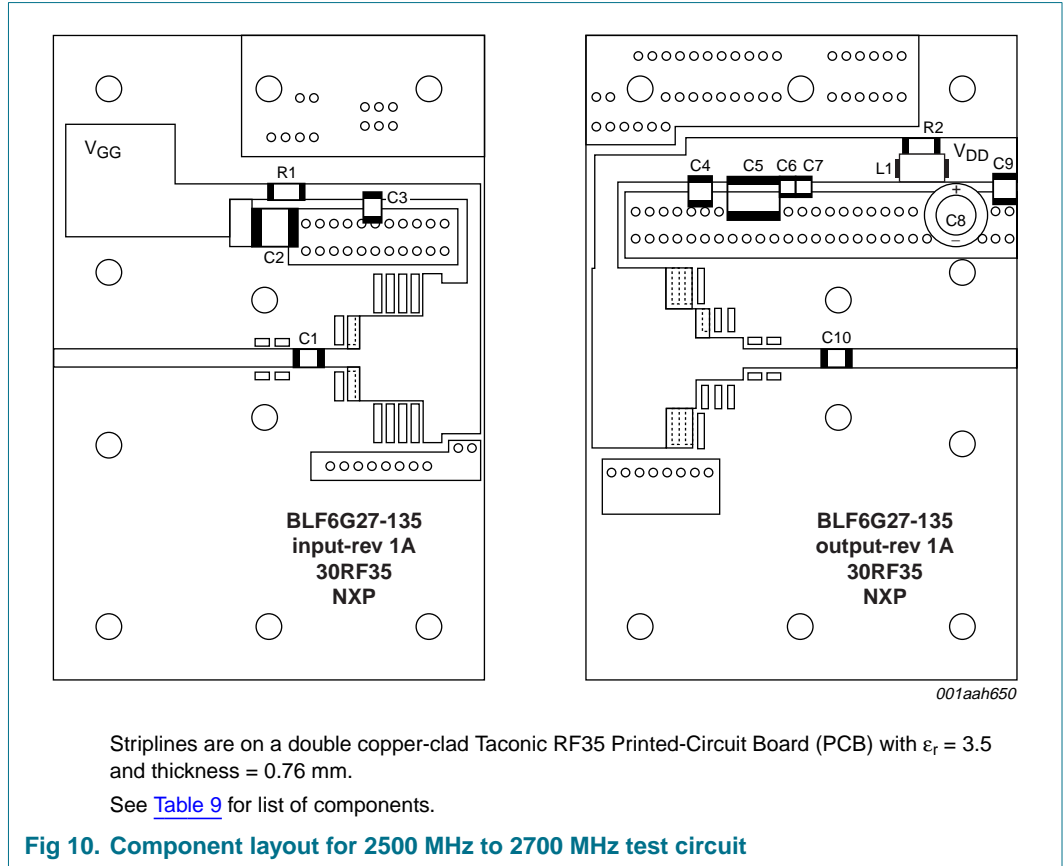 V_GG
R1
C3
C2
C1
BLF6G27-135
input-rev 1A
30RF35
NXP
R2
V_DD
L1
C4
C5
C6
C7
C9
+
C8
−
C10
BLF6G27-135
output-rev 1A
30RF35
NXP
001aah650
Striplines are on a double copper-clad Taconic RF35 Printed-Circuit Board (PCB) with ε_r = 3.5
and thickness = 0.76 mm.
See Table 9 for list of components.
Fig 10. Component layout for 2500 MHz to 2700 MHz test circuit